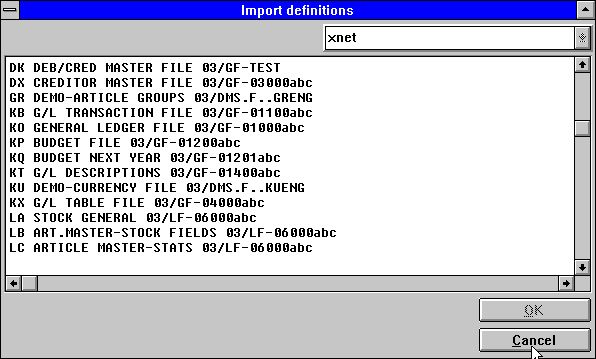 Import definitions
xnet
DK DEB/CRED MASTER FILE 03/GF-TEST
DX CREDITOR MASTER FILE 03/GF-03000abc
GR DEMO-ARTICLE GROUPS 03/DMS.F..GRENG
KB G/L TRANSACTION FILE 03/GF-01100abc
KO GENERAL LEDGER FILE 03/GF-01000abc
KP BUDGET FILE 03/GF-01200abc
KQ BUDGET NEXT YEAR 03/GF-01201abc
KT G/L DESCRIPTIONS 03/GF-01400abc
KU DEMO-CURRENCY FILE 03/DMS.F..KUENG
KX G/L TABLE FILE 03/GF-04000abc
LA STOCK GENERAL 03/LF-06000abc
LB ART.MASTER-STOCK FIELDS 03/LF-06000abc
LC ARTICLE MASTER-STATS 03/LF-06000abc
OK
Cancel